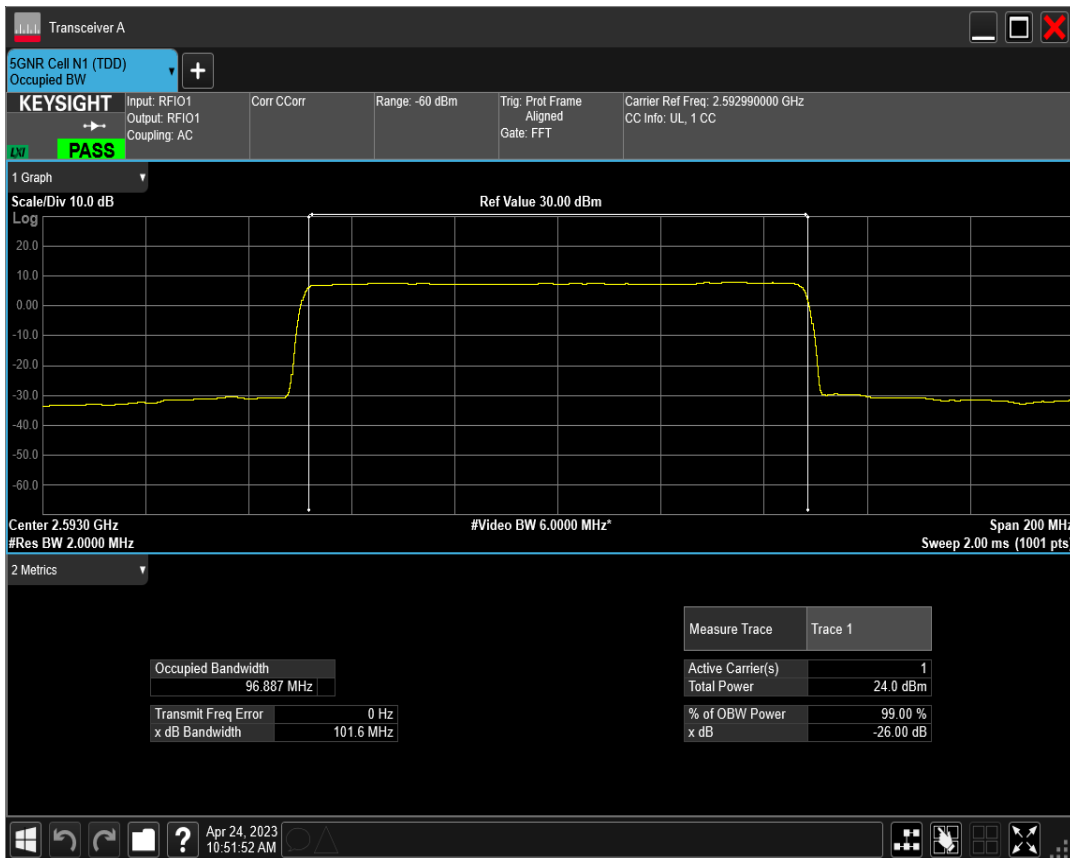 Transceiver A
5GNR Cell N1 (TDD)
Occupied BW
+
KEYSIGHT
LXI
PASS
Input: RFIO1
Output: RFIO1
Coupling: AC
Corr CCorr
Range: -60 dBm
Trig: Prot Frame
Aligned
Gate: FFT
Carrier Ref Freq: 2.592990000 GHz
CC Info: UL, 1 CC
1 Graph
Scale/Div 10.0 dB
Ref Value 30.00 dBm
Log
20.0
10.0
0.00
-10.0
-20.0
-30.0
-40.0
-50.0
-60.0
Center 2.5930 GHz
#Video BW 6.0000 MHz*
Span 200 MHz
#Res BW 2.0000 MHz
Sweep 2.00 ms (1001 pts)
2 Metrics
Measure Trace Trace 1
Occupied Bandwidth
96.887 MHz
Active Carrier(s) 1
Total Power 24.0 dBm
Transmit Freq Error 0 Hz
x dB Bandwidth 101.6 MHz
% of OBW Power 99.00 %
x dB -26.00 dB
?
Apr 24, 2023
10:51:52 AM